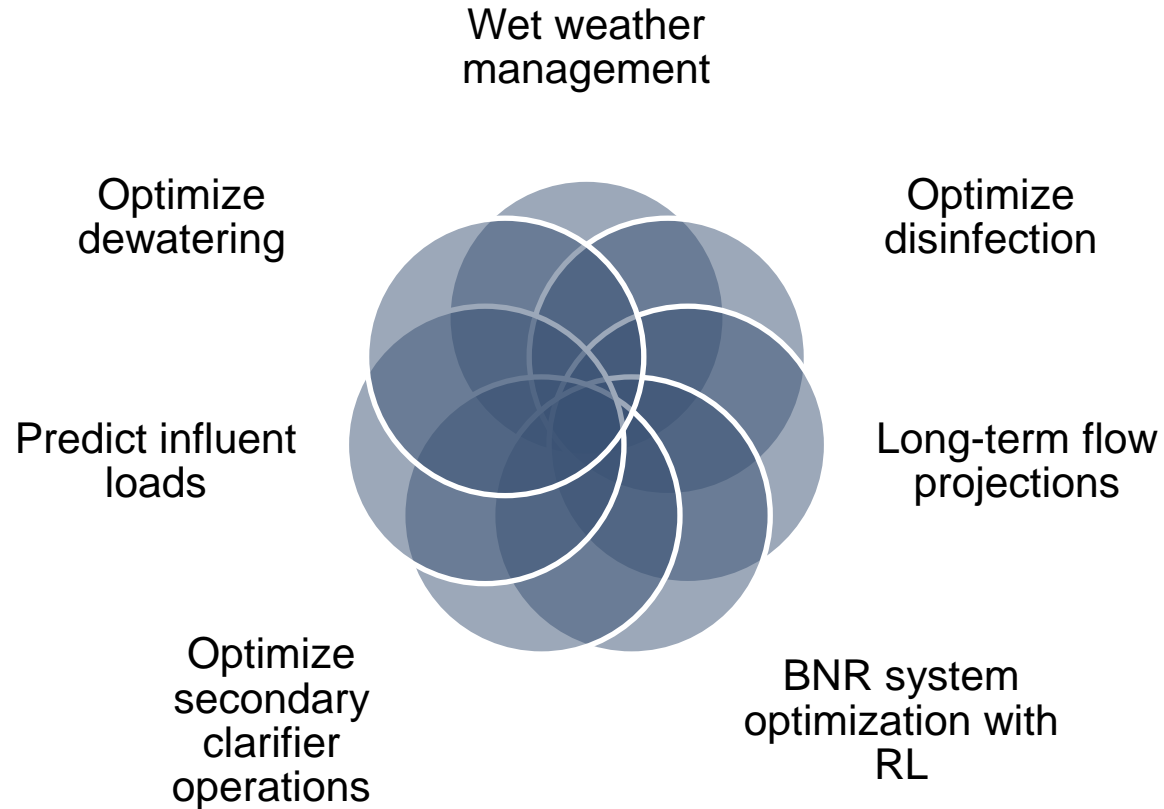 Wet weather
management
Optimize
disinfection
Long-term flow
projections
BNR system
optimization with
RL
Optimize
secondary
clarifier
operations
Predict influent
loads
Optimize
dewatering